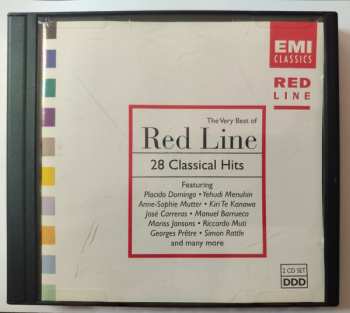 EMI
CLASSICS
RED
LINE
The Very Best of
Red Line
28 Classical Hits
Featuring
Placido Domingo • Yehudi Menuhin
Anne-Sophie Mutter • Kiri Te Kanawa
José Carreras • Manuel Barrueco
Mariss Jansons • Riccardo Muti
Georges Prêtre • Simon Rattle
and many more
2 CD SET
DDD